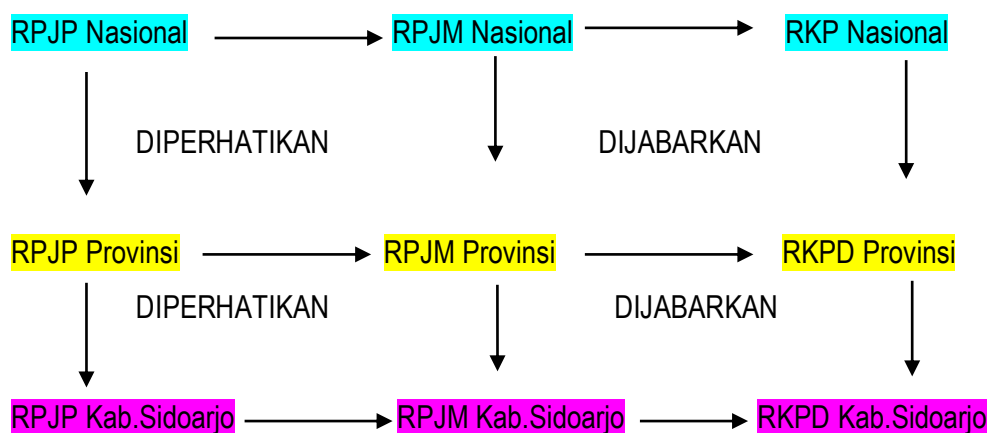 RPJP Nasional RPJM Nasional RKP Nasional
DIPERHATIKAN DIJABARKAN
RPJP Provinsi RPJM Provinsi RKPD Provinsi
DIPERHATIKAN DIJABARKAN
RPJP Kab.Sidoarjo RPJM Kab.Sidoarjo RKPD Kab.Sidoarjo